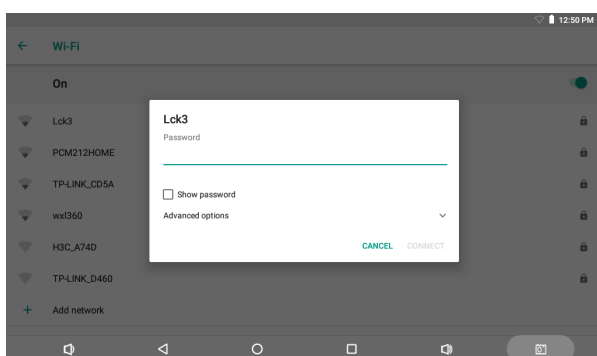 12:50 PM
Wi-Fi
On
Lck3
Password
Show password
Advanced options
CANCEL CONNECT
Lck3
PCM212HOME
TP-LINK_CD5A
wxl360
H3C_A74D
TP-LINK_D460
Add network